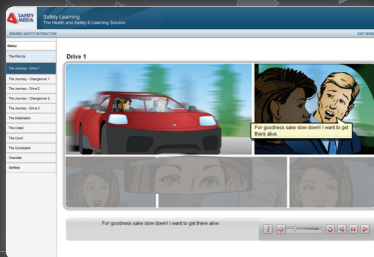 SAFETY
MEDIA
Safety Learning
The Health and Safety E-Learning Solution
DRIVING SAFETY INTERACTIVE
Menu
The Pick Up
The Journey - Drive 1
The Journey - Changeover 1
The Journey - Drive 2
The Journey - Changeover 2
The Journey - Drive 3
The Destination
The Crash
The Court
The Conclusion
Checklist
Drive 1
For goodness sake slow down! I want to get
there alive.
For goodness sake slow down! I want to get there alive.